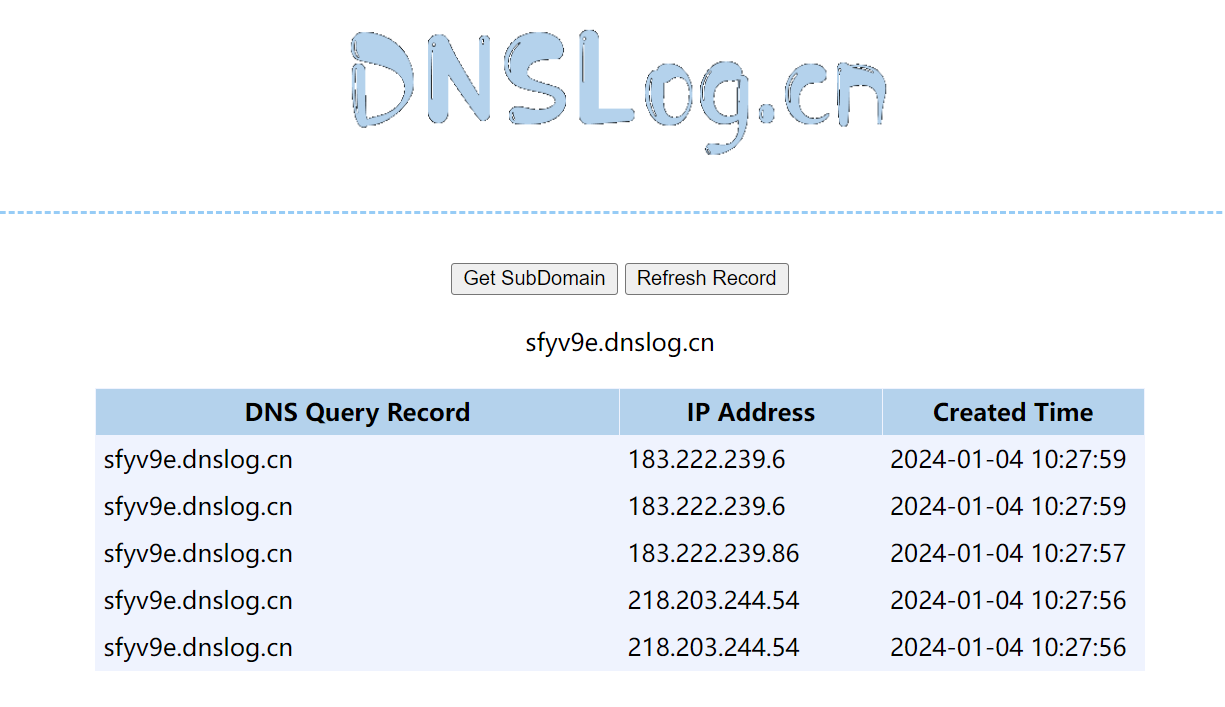 DNSLog.cn
Get SubDomain Refresh Record
sfyv9e.dnslog.cn
DNS Query Record IP Address Created Time
sfyv9e.dnslog.cn 183.222.239.6 2024-01-04 10:27:59
sfyv9e.dnslog.cn 183.222.239.6 2024-01-04 10:27:59
sfyv9e.dnslog.cn 183.222.239.86 2024-01-04 10:27:57
sfyv9e.dnslog.cn 218.203.244.54 2024-01-04 10:27:56
sfyv9e.dnslog.cn 218.203.244.54 2024-01-04 10:27:56